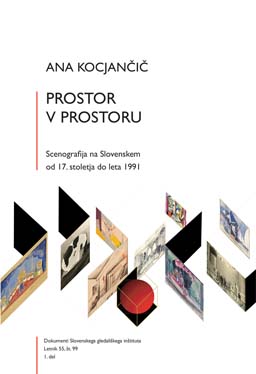 ANA KOCJANČIČ
PROSTOR
V PROSTORU
Scenografija na Slovenskem
od 17. stoletja do leta 1991
Dokumenti Slovenskega gledališkega inštituta
Letnik 55, št. 99
1. del